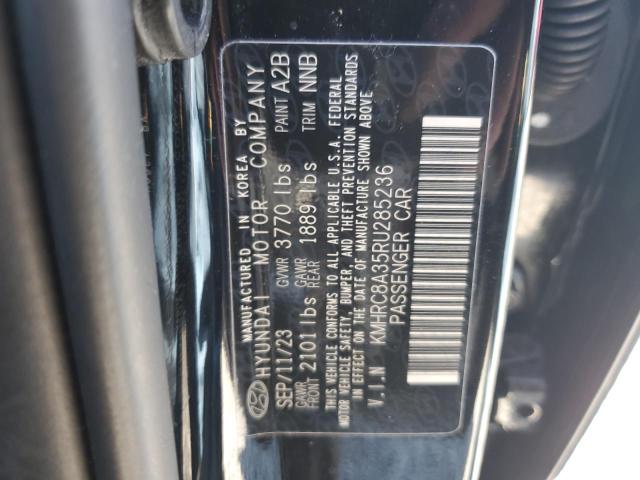 MANUFACTURED IN KOREA BY
HYUNDAI MOTOR COMPANY
SEP/11/23 GVWR 3770 lbs PAINT A2B
GAWR FRONT 2101 lbs GAWR REAR 1889 lbs TRIM NNB
THIS VEHICLE CONFORMS TO ALL APPLICABLE U.S.A. FEDERAL
MOTOR VEHICLE SAFETY, BUMPER, AND THEFT PREVENTION STANDARDS
IN EFFECT ON THE DATE OF MANUFACTURE SHOWN ABOVE.
V.I.N KMHRC8A35RU285236
PASSENGER CAR